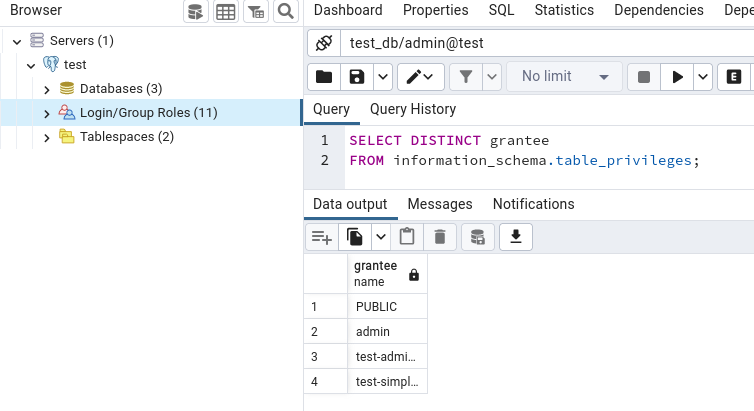 Browser
Dashboard Properties SQL Statistics Dependencies Depe
Servers (1)
test
Databases (3)
Login/Group Roles (11)
Tablespaces (2)
test_db/admin@test
No limit
E
Query Query History
1 SELECT DISTINCT grantee
2 FROM information_schema.table_privileges;
Data output Messages Notifications
grantee
name
1 PUBLIC
2 admin
3 test-admi...
4 test-simpl...